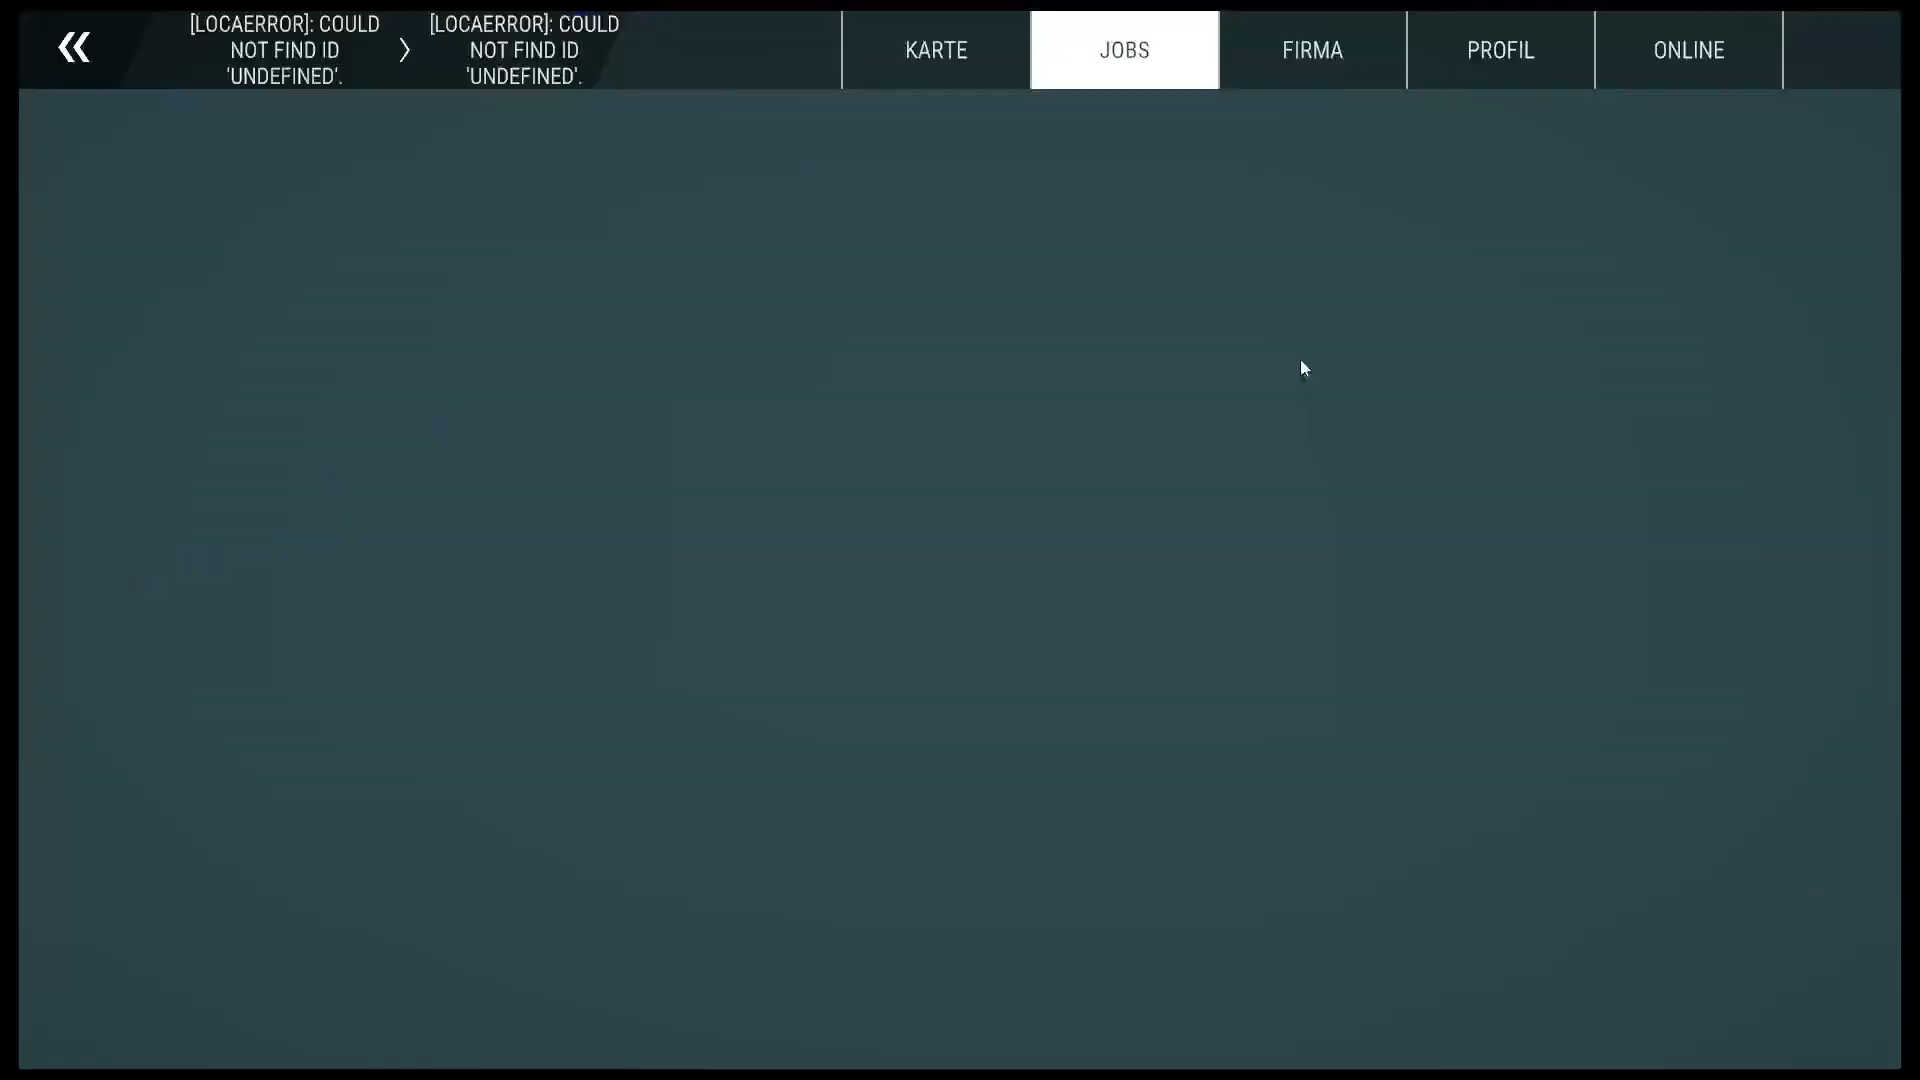 [LOCAERROR]: COULD
NOT FIND ID
'UNDEFINED'.
[LOCAERROR]: COULD
NOT FIND ID
'UNDEFINED'.
KARTE
JOBS
FIRMA
PROFIL
ONLINE